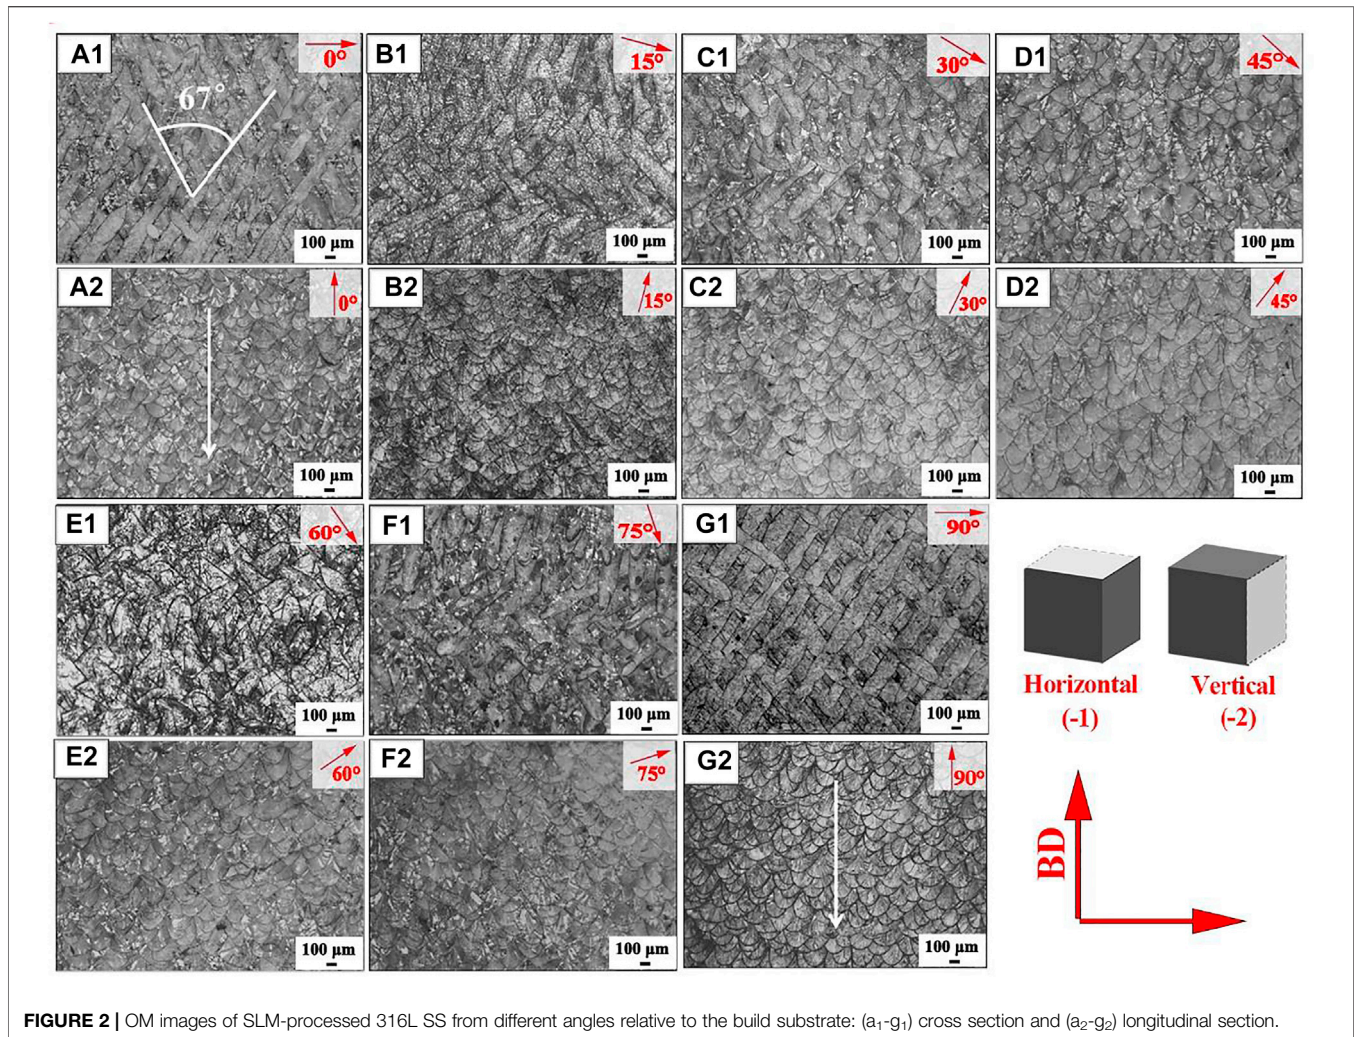 A1
0°
67°
100 µm
B1
15°
100 µm
C1
30°
100 µm
D1
45°
100 µm
A2
0°
100 µm
B2
15°
100 µm
C2
30°
100 µm
D2
45°
100 µm
E1
60°
100 µm
F1
75°
100 µm
G1
90°
100 µm
Horizontal
(-1)
Vertical
(-2)
E2
60°
100 µm
F2
75°
100 µm
G2
90°
100 µm
BD
FIGURE 2 | OM images of SLM-processed 316L SS from different angles relative to the build substrate: (a₁-g₁) cross section and (a₂-g₂) longitudinal section.